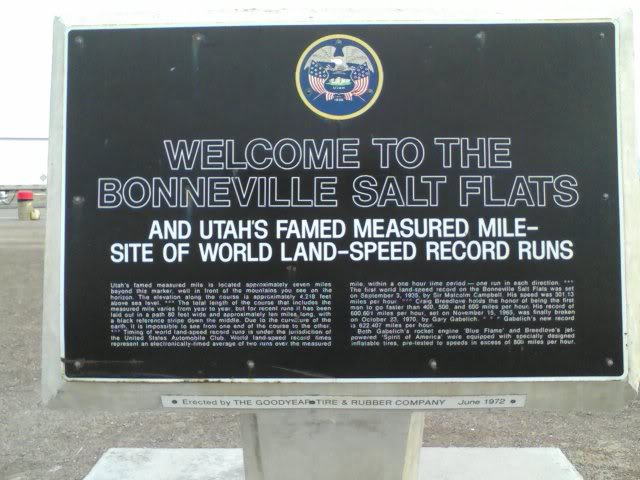 UTAH
1896
WELCOME TO THE
BONNEVILLE SALT FLATS
AND UTAH'S FAMED MEASURED MILE-
SITE OF WORLD LAND-SPEED RECORD RUNS
Utah's famed measured mile is located approximately seven miles
beyond this marker, well in front of the mountains you see on the
horizon. The elevation along the course is approximately 4,218 feet
above sea level. *** The total length of the course that includes the
measured mile varies from year to year, but for recent runs it has been
laid out in a path 80 feet wide and approximately ten miles long, with
a black reference stripe down the middle. Due to the curvature of the
earth, it is impossible to see from one end of the course to the other.
*** Timing of world land-speed record runs is under the jurisdiction of
the United States Automobile Club. World land-speed record times
represent an electronically-timed average of two runs over the measured
mile, within a one hour time period — one run in each direction. ***
The first world land-speed record on the Bonneville Salt Flats was set
on September 3, 1935, by Sir Malcolm Campbell. His speed was 301.13
miles per hour. *** Craig Breedlove holds the honor of being the first
man to go faster than 400, 500, and 600 miles per hour. His record of
600.601 miles per hour, set on November 15, 1965, was finally broken
on October 23, 1970, by Gary Gabelich. * * * Gabelich's new record
is 622.407 miles per hour.
Both Gabelich's rocket engine 'Blue Flame' and Breedlove's jet-
powered 'Spirit of America' were equipped with specially designed
inflatable tires, pre-tested to speeds in excess of 800 miles per hour.
Erected by THE GOODYEAR TIRE & RUBBER COMPANY June 1972